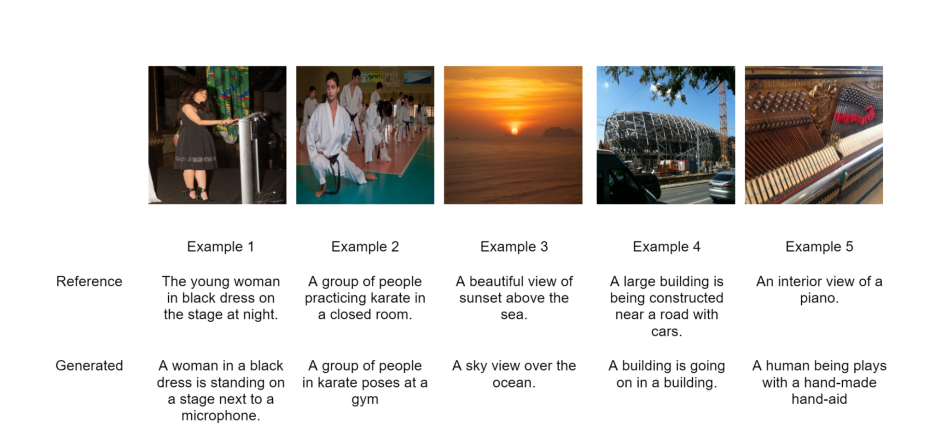 Example 1
Example 2
Example 3
Example 4
Example 5
Reference
The young woman
in black dress on
the stage at night.
A group of people
practicing karate in
a closed room.
A beautiful view of
sunset above the
sea.
A large building is
being constructed
near a road with
cars.
An interior view of a
piano.
Generated
A woman in a black
dress is standing on
a stage next to a
microphone.
A group of people
in karate poses at a
gym
A sky view over the
ocean.
A building is going
on in a building.
A human being plays
with a hand-made
hand-aid